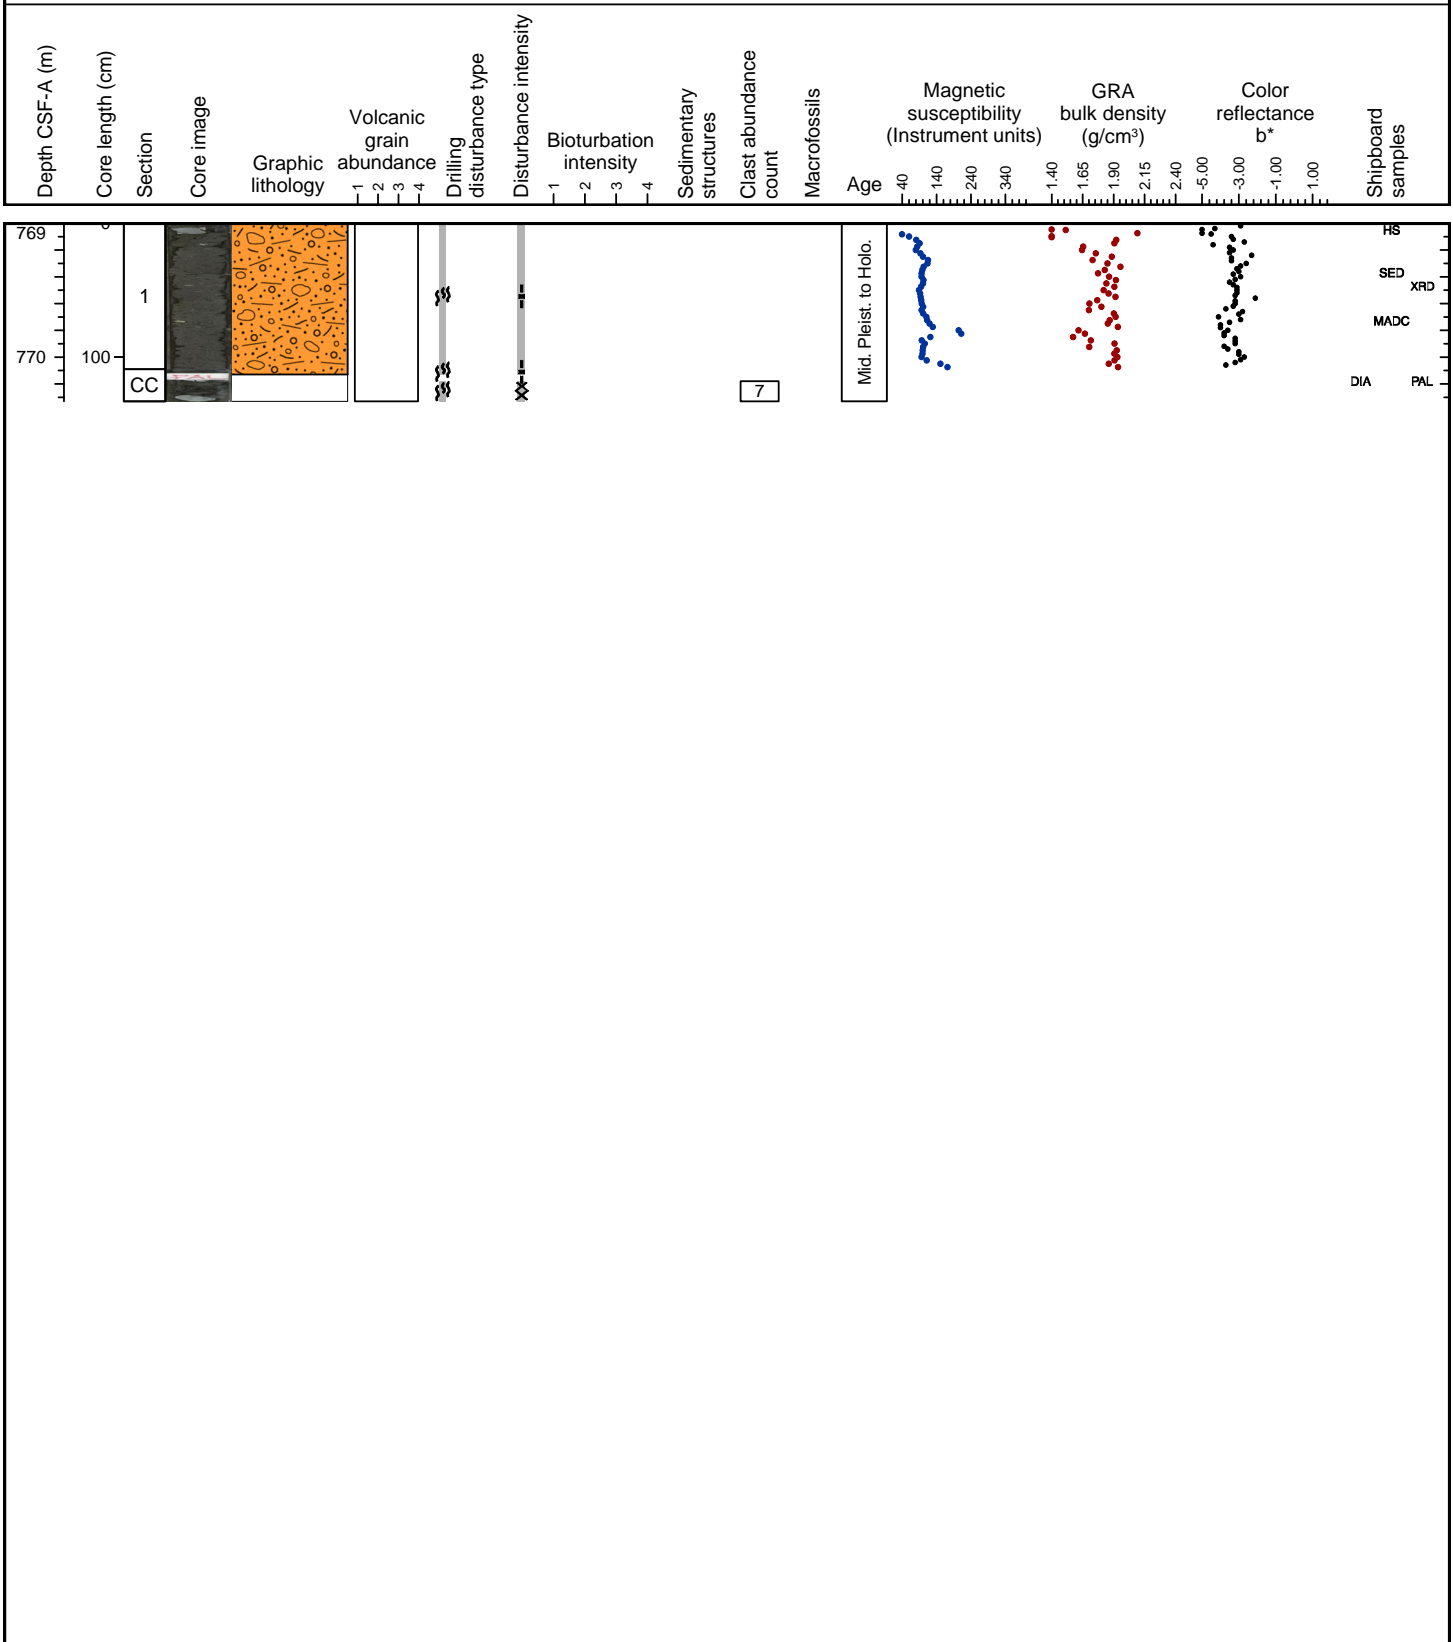 Depth CSF-A (m)
Core length (cm)
Section
Core image
Graphic
lithology
Volcanic
grain
abundance
1 2 3 4
Drilling
disturbance type
Disturbance intensity
Bioturbation
intensity
1 2 3 4
Sedimentary
structures
Clast abundance
count
Macrofossils
Age
Magnetic
susceptibility
(Instrument units)
40 140 240 340
GRA
bulk density
(g/cm³)
1.40 1.65 1.90 2.15 2.40
Color
reflectance
b*
-5.00 -3.00 -1.00 1.00
Shipboard
samples
769
0
HS
SED
1
XRD
MADC
Mid. Pleist. to Holo.
770
100
CC
DIA
PAL
7